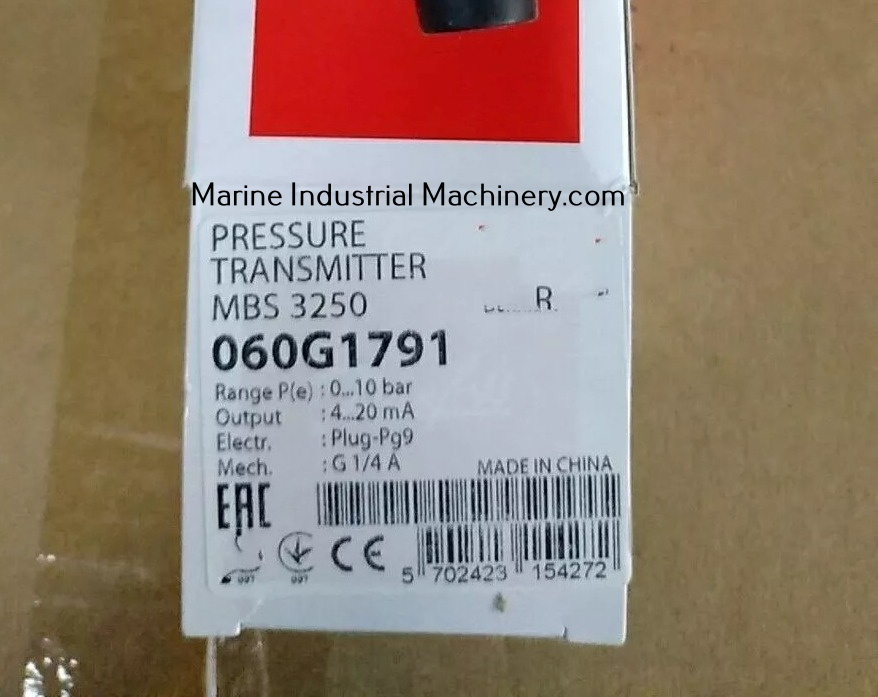 Marine Industrial Machinery.com
PRESSURE
TRANSMITTER
MBS 3250
R
060G1791
Range P(e) : 0...10 bar
Output : 4...20 mA
Electr. : Plug-Pg9
Mech. : G 1/4 A
MADE IN CHINA
EAC
CE
5 702423 154272